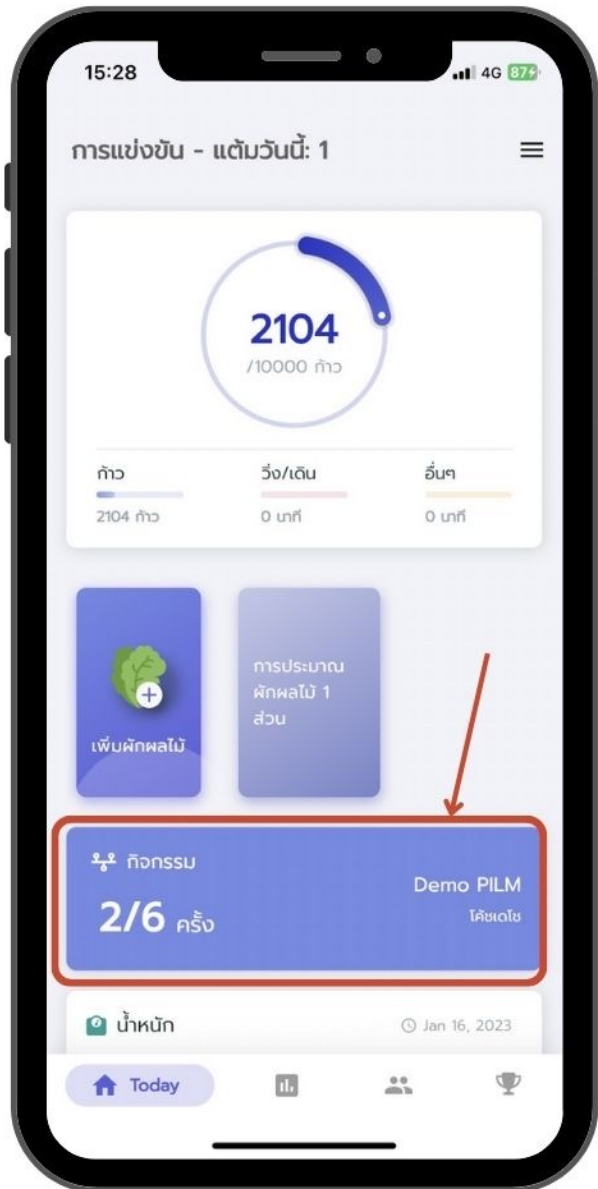 15:28
4G 87
การแข่งขัน - แต้มวันนี้: 1
2104
/10000 ก้าว
ก้าว วิ่ง/เดิน อื่นๆ
2104 ก้าว 0 นาที 0 นาที
เพิ่มผักผลไม้
การประมาณ
ผักผลไม้ 1
ส่วน
กิจกรรม
2/6 ครั้ง
Demo PILM
โค้ชเดโช
น้ำหนัก
Jan 16, 2023
Today